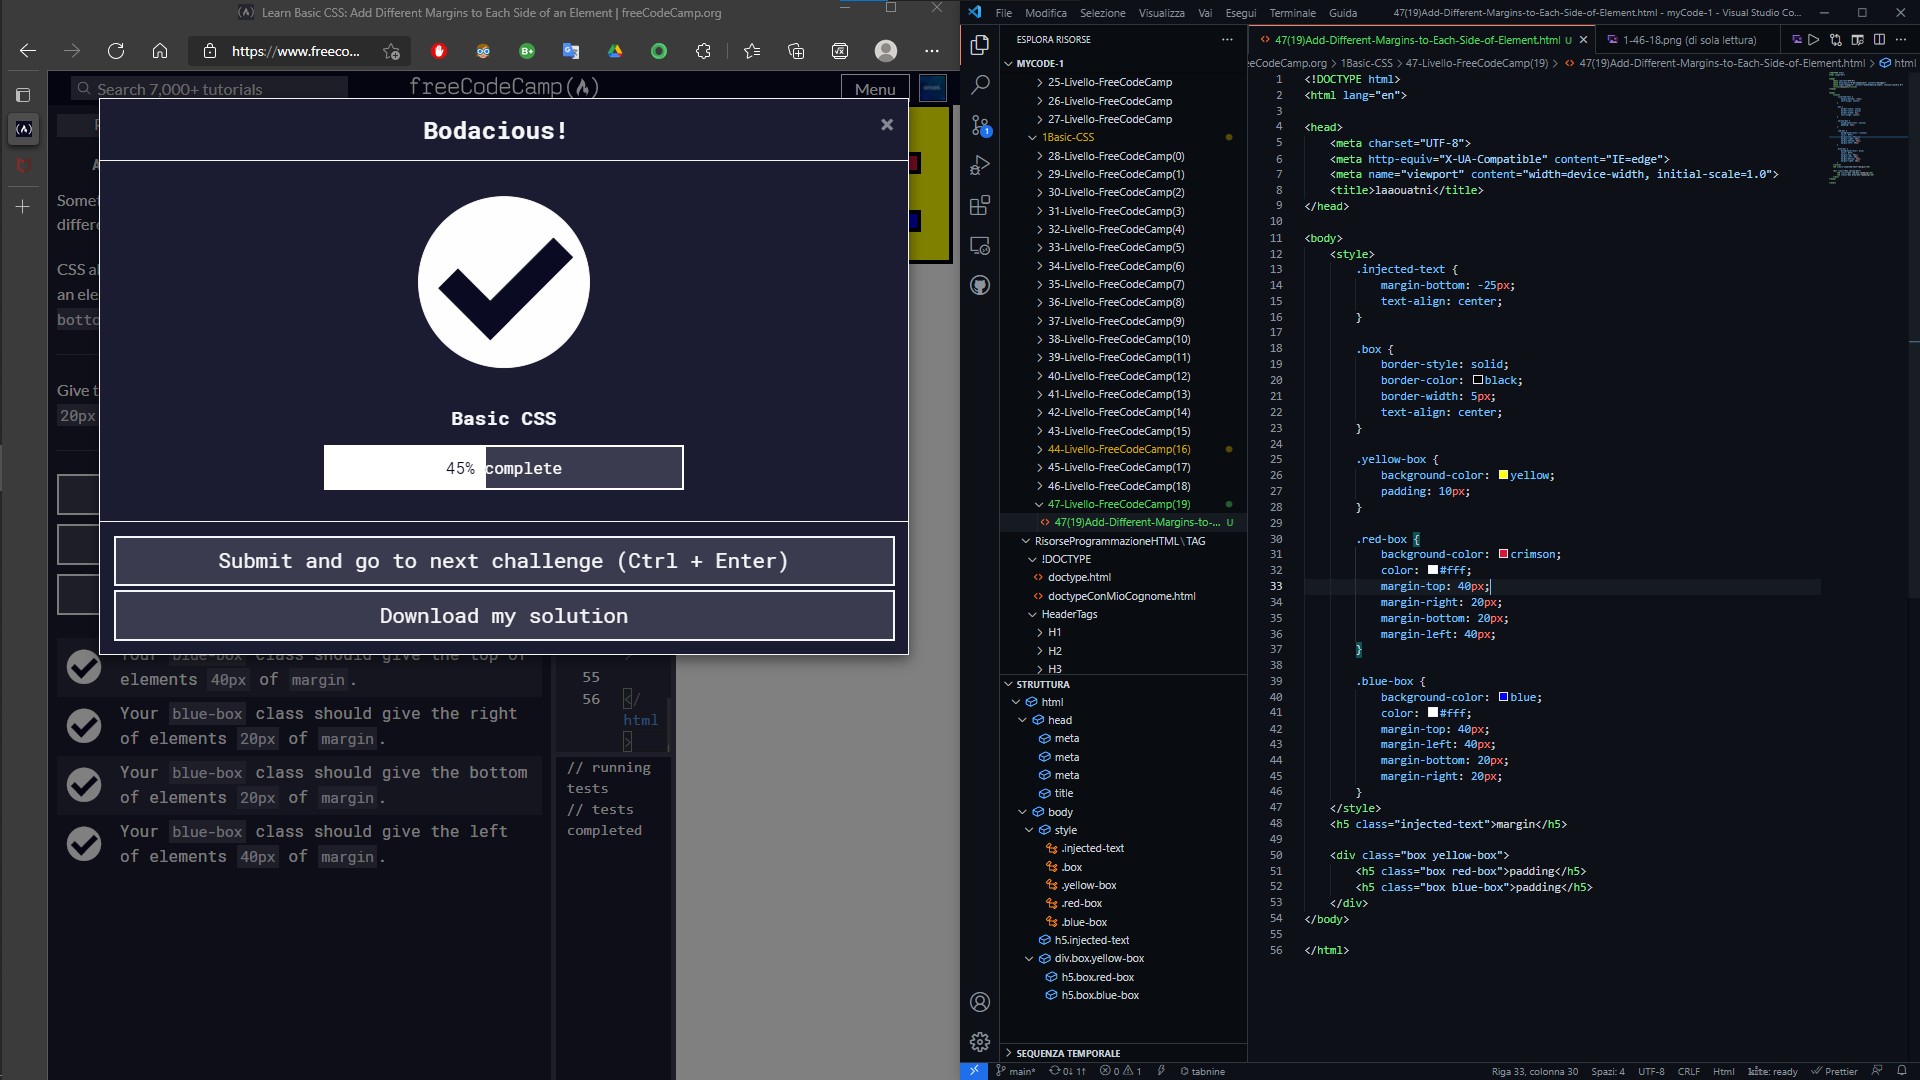 Learn Basic CSS: Add Different Margins to Each Side of an Element | freeCodeCamp.org
https://www.freeco...
Search 7,000+ tutorials
freeCodeCamp
Menu
Bodacious!
×
Basic CSS
45% complete
Submit and go to next challenge (Ctrl + Enter)
Download my solution
Somet
differe
CSS al
an ele
botto
Give t
20px
Your blue-box class should give the top of
elements 40px of margin.
Your blue-box class should give the right
of elements 20px of margin.
Your blue-box class should give the bottom
of elements 20px of margin.
Your blue-box class should give the left
of elements 40px of margin.
55
56 </
html
>
// running
tests
// tests
completed
File Modifica Selezione Visualizza Vai Esegui Terminale Guida
47(19)Add-Different-Margins-to-Each-Side-of-Element.html - myCode-1 - Visual Studio Co...
ESPLORA RISORSE
MYCODE-1
25-Livello-FreeCodeCamp
26-Livello-FreeCodeCamp
27-Livello-FreeCodeCamp
1Basic-CSS
28-Livello-FreeCodeCamp(0)
29-Livello-FreeCodeCamp(1)
30-Livello-FreeCodeCamp(2)
31-Livello-FreeCodeCamp(3)
32-Livello-FreeCodeCamp(4)
33-Livello-FreeCodeCamp(5)
34-Livello-FreeCodeCamp(6)
35-Livello-FreeCodeCamp(7)
36-Livello-FreeCodeCamp(8)
37-Livello-FreeCodeCamp(9)
38-Livello-FreeCodeCamp(10)
39-Livello-FreeCodeCamp(11)
40-Livello-FreeCodeCamp(12)
41-Livello-FreeCodeCamp(13)
42-Livello-FreeCodeCamp(14)
43-Livello-FreeCodeCamp(15)
44-Livello-FreeCodeCamp(16)
45-Livello-FreeCodeCamp(17)
46-Livello-FreeCodeCamp(18)
47-Livello-FreeCodeCamp(19)
47(19)Add-Different-Margins-to-... U
RisorseProgrammazioneHTML\TAG
!DOCTYPE
doctype.html
doctypeConMioCognome.html
HeaderTags
H1
H2
H3
STRUTTURA
html
head
meta
meta
meta
title
body
style
.injected-text
.box
.yellow-box
.red-box
.blue-box
h5.injected-text
div.box.yellow-box
h5.box.red-box
h5.box.blue-box
SEQUENZA TEMPORALE
47(19)Add-Different-Margins-to-Each-Side-of-Element.html U
1-46-18.png (di sola lettura)
eeCodeCamp.org > 1Basic-CSS > 47-Livello-FreeCodeCamp(19) > 47(19)Add-Different-Margins-to-Each-Side-of-Element.html > html
1 <!DOCTYPE html>
2 <html lang="en">
3
4 <head>
5 <meta charset="UTF-8">
6 <meta http-equiv="X-UA-Compatible" content="IE=edge">
7 <meta name="viewport" content="width=device-width, initial-scale=1.0">
8 <title>laaouatni</title>
9 </head>
10
11 <body>
12 <style>
13 .injected-text {
14 margin-bottom: -25px;
15 text-align: center;
16 }
17
18 .box {
19 border-style: solid;
20 border-color: black;
21 border-width: 5px;
22 text-align: center;
23 }
24
25 .yellow-box {
26 background-color: yellow;
27 padding: 10px;
28 }
29
30 .red-box {
31 background-color: crimson;
32 color: #fff;
33 margin-top: 40px;
34 margin-right: 20px;
35 margin-bottom: 20px;
36 margin-left: 40px;
37 }
38
39 .blue-box {
40 background-color: blue;
41 color: #fff;
42 margin-top: 40px;
43 margin-left: 40px;
44 margin-bottom: 20px;
45 margin-right: 20px;
46 }
47 </style>
48 <h5 class="injected-text">margin</h5>
49
50 <div class="box yellow-box">
51 <h5 class="box red-box">padding</h5>
52 <h5 class="box blue-box">padding</h5>
53 </div>
54 </body>
55
56 </html>
main* 0↓ 1↑ 0 1 tabnine
Riga 33, colonna 30 Spazi: 4 UTF-8 CRLF Html kite: ready Prettier